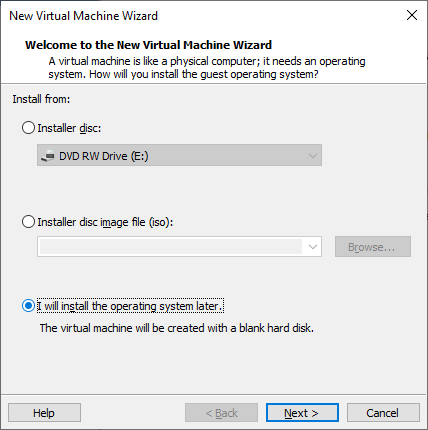 New Virtual Machine Wizard
Welcome to the New Virtual Machine Wizard
A virtual machine is like a physical computer; it needs an operating
system. How will you install the guest operating system?
Install from:
Installer disc:
DVD RW Drive (E:)
Installer disc image file (iso):
Browse...
I will install the operating system later.
The virtual machine will be created with a blank hard disk.
Help
< Back
Next >
Cancel